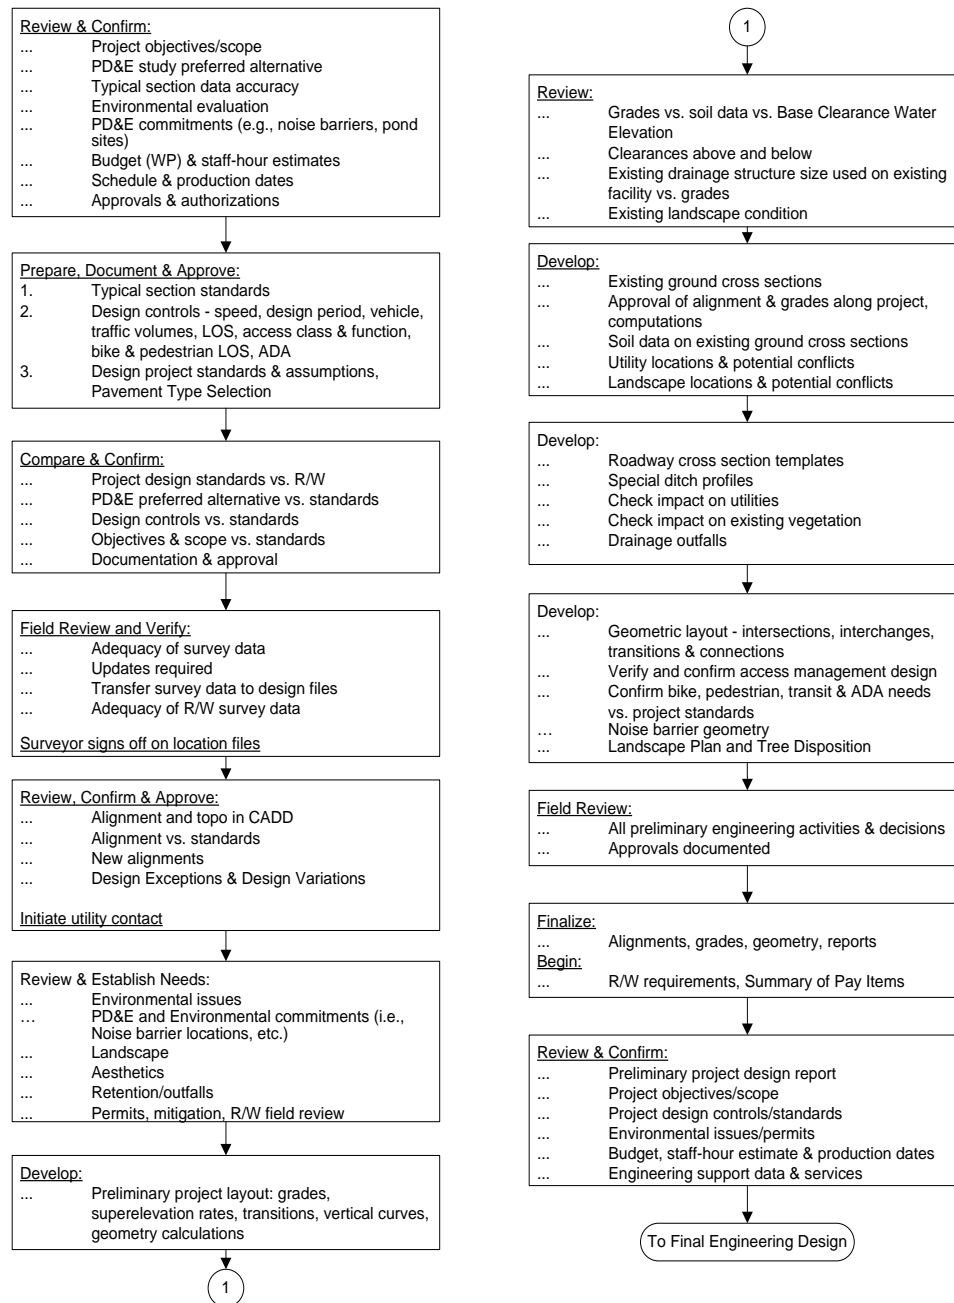 Review & Confirm:
... Project objectives/scope
... PD&E study preferred alternative
... Typical section data accuracy
... Environmental evaluation
... PD&E commitments (e.g., noise barriers, pond
sites)
... Budget (WP) & staff-hour estimates
... Schedule & production dates
... Approvals & authorizations
Prepare, Document & Approve:
1. Typical section standards
2. Design controls - speed, design period, vehicle,
traffic volumes, LOS, access class & function,
bike & pedestrian LOS, ADA
3. Design project standards & assumptions,
Pavement Type Selection
Compare & Confirm:
... Project design standards vs. R/W
... PD&E preferred alternative vs. standards
... Design controls vs. standards
... Objectives & scope vs. standards
... Documentation & approval
Field Review and Verify:
... Adequacy of survey data
... Updates required
... Transfer survey data to design files
... Adequacy of R/W survey data
Surveyor signs off on location files
Review, Confirm & Approve:
... Alignment and topo in CADD
... Alignment vs. standards
... New alignments
... Design Exceptions & Design Variations
Initiate utility contact
Review & Establish Needs:
... Environmental issues
... PD&E and Environmental commitments (i.e.,
Noise barrier locations, etc.)
... Landscape
... Aesthetics
... Retention/outfalls
... Permits, mitigation, R/W field review
Develop:
... Preliminary project layout: grades,
superelevation rates, transitions, vertical curves,
geometry calculations
1
1
Review:
... Grades vs. soil data vs. Base Clearance Water
Elevation
... Clearances above and below
... Existing drainage structure size used on existing
facility vs. grades
... Existing landscape condition
Develop:
... Existing ground cross sections
... Approval of alignment & grades along project,
computations
... Soil data on existing ground cross sections
... Utility locations & potential conflicts
... Landscape locations & potential conflicts
Develop:
... Roadway cross section templates
... Special ditch profiles
... Check impact on utilities
... Check impact on existing vegetation
... Drainage outfalls
Develop:
... Geometric layout - intersections, interchanges,
transitions & connections
... Verify and confirm access management design
... Confirm bike, pedestrian, transit & ADA needs
vs. project standards
... Noise barrier geometry
... Landscape Plan and Tree Disposition
Field Review:
... All preliminary engineering activities & decisions
... Approvals documented
Finalize:
... Alignments, grades, geometry, reports
Begin:
... R/W requirements, Summary of Pay Items
Review & Confirm:
... Preliminary project design report
... Project objectives/scope
... Project design controls/standards
... Environmental issues/permits
... Budget, staff-hour estimate & production dates
... Engineering support data & services
To Final Engineering Design